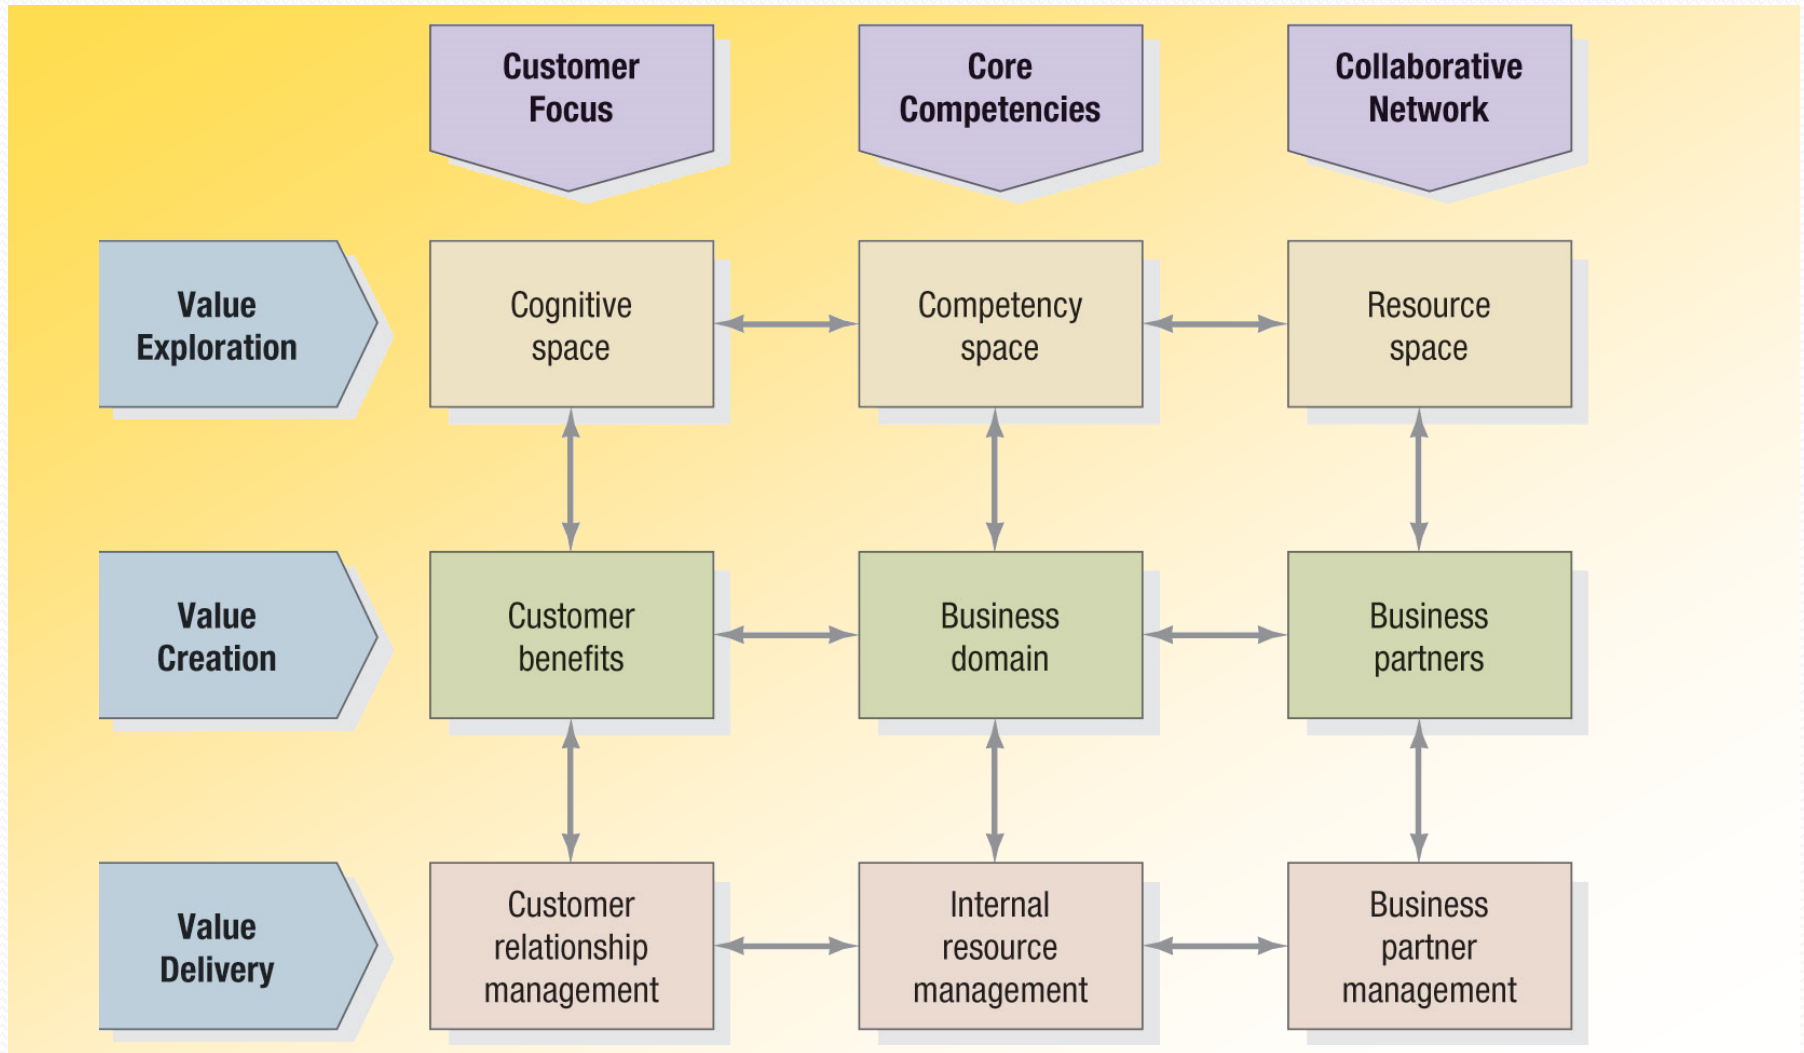 Customer
Focus
Core
Competencies
Collaborative
Network
Value
Exploration
Cognitive
space
Competency
space
Resource
space
Value
Creation
Customer
benefits
Business
domain
Business
partners
Value
Delivery
Customer
relationship
management
Internal
resource
management
Business
partner
management